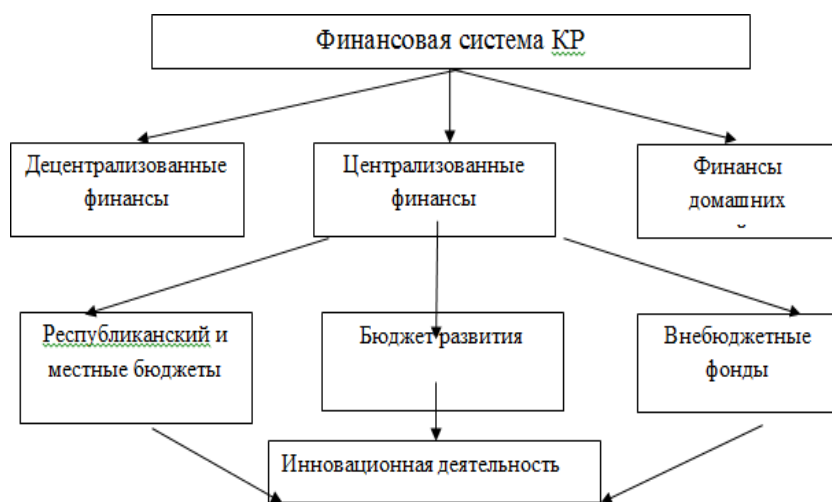 Финансовая система КР
Децентрализованные
финансы
Централизованные
финансы
Финансы
домашних
Республиканский и
местные бюджеты
Бюджет развития
Внебюджетные
фонды
Инновационная деятельность